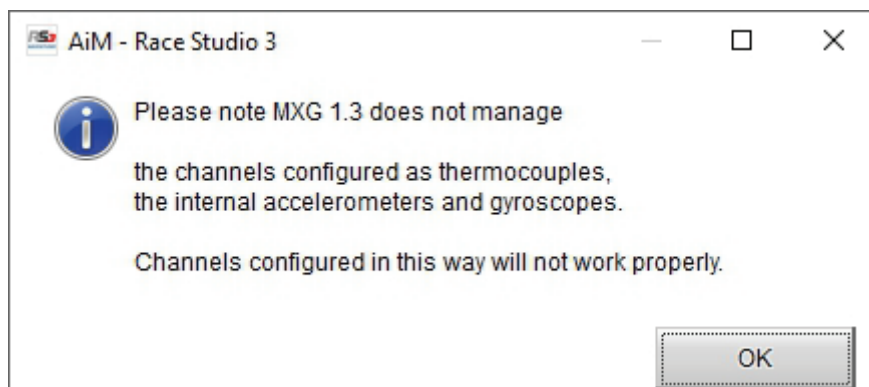 RS3 AiM - Race Studio 3
Please note MXG 1.3 does not manage
the channels configured as thermocouples,
the internal accelerometers and gyroscopes.
Channels configured in this way will not work properly.
OK